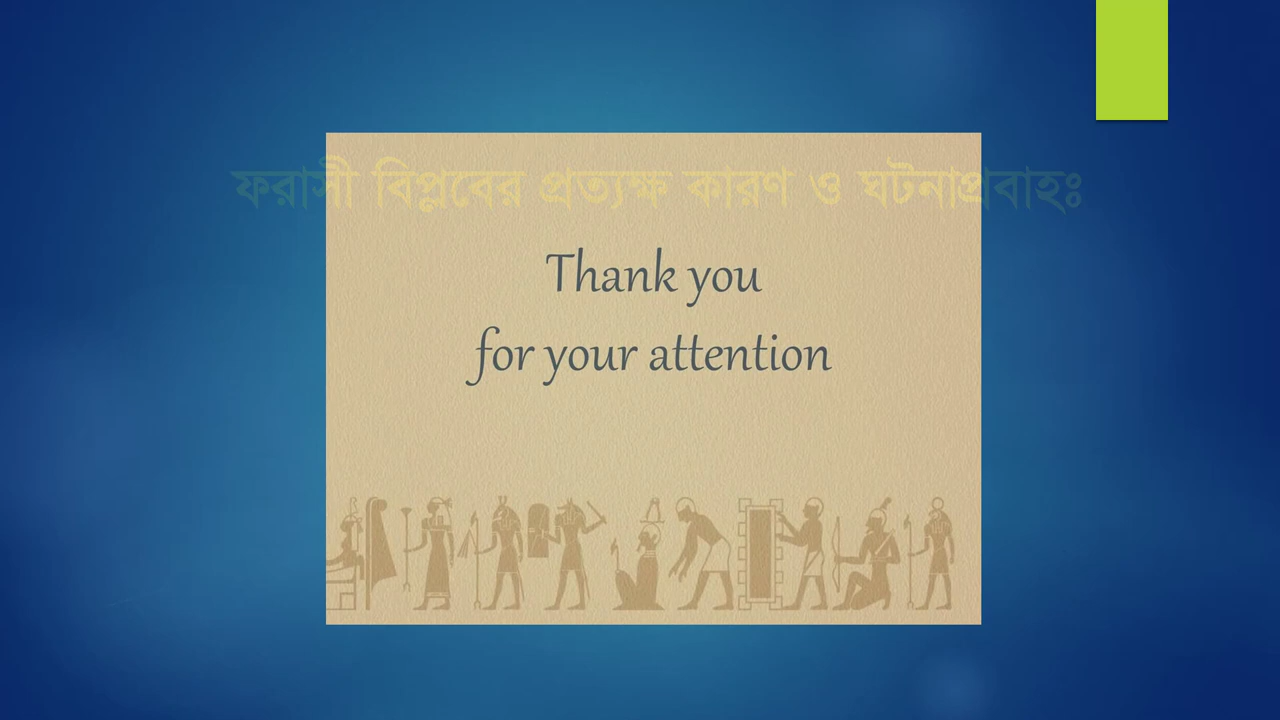 ফরাসী বিপ্লবের প্রত্যক্ষ কারণ ও ঘটনাপ্রবাহঃ
Thank you
for your attention